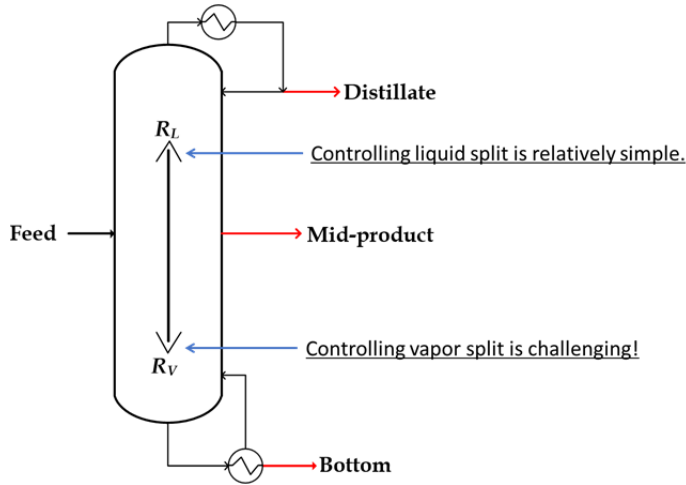 Distillate
R_L
Controlling liquid split is relatively simple.
Feed
Mid-product
Controlling vapor split is challenging!
R_V
Bottom